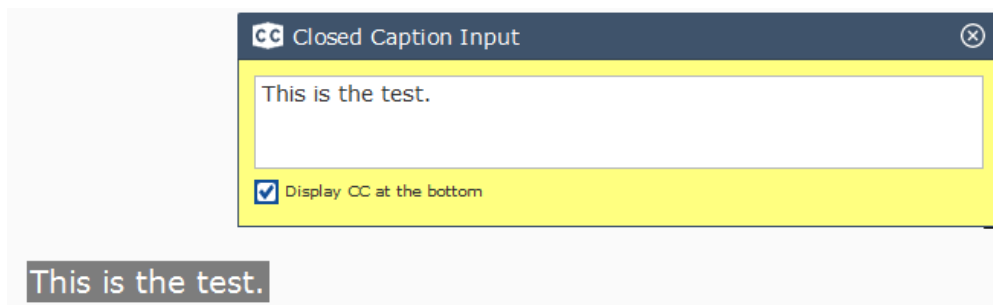 CC Closed Caption Input
This is the test.
Display CC at the bottom
This is the test.